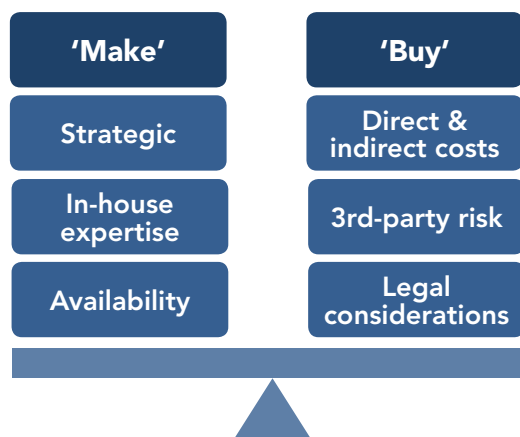 ‘Make’
Strategic
In-house
expertise
Availability
‘Buy’
Direct &
indirect costs
3rd-party risk
Legal
considerations